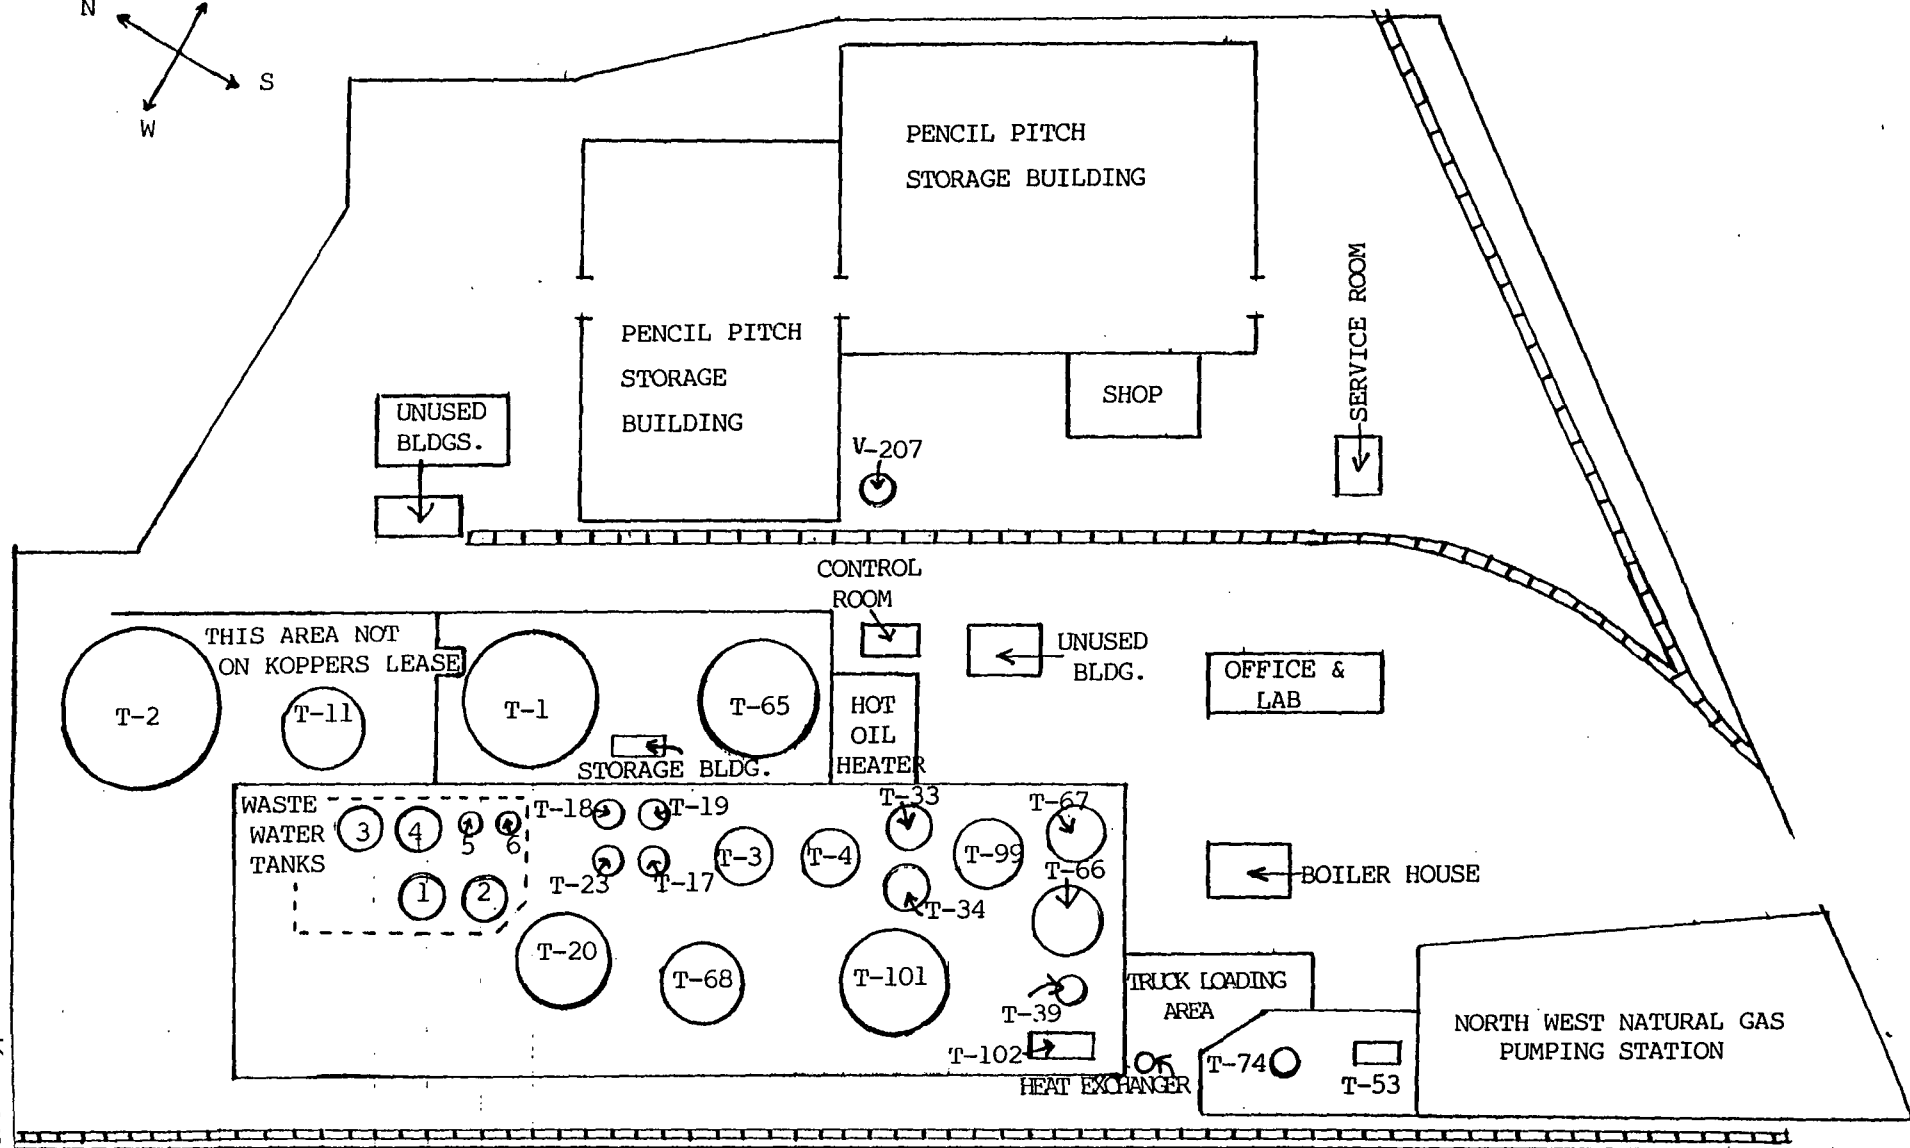 N
S
W
PENCIL PITCH
STORAGE BUILDING
SERVICE ROOM
PENCIL PITCH
STORAGE
BUILDING
SHOP
UNUSED
BLDGS.
V-207
CONTROL
ROOM
THIS AREA NOT
ON KOPPERS LEASE
UNUSED
BLDG.
OFFICE &
LAB
T-2
T-11
T-1
T-65
HOT
OIL
HEATER
STORAGE BLDG.
WASTE
WATER
TANKS
3
4
5
6
1
2
T-18
T-19
T-23
T-17
T-3
T-4
T-33
T-34
T-99
T-67
T-66
BOILER HOUSE
T-20
T-68
T-101
T-39
T-102
TRUCK LOADING
AREA
HEAT EXCHANGER
T-74
T-53
NORTH WEST NATURAL GAS
PUMPING STATION